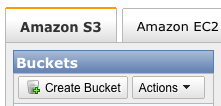 Amazon S3 Amazon EC2
Buckets
Create Bucket Actions